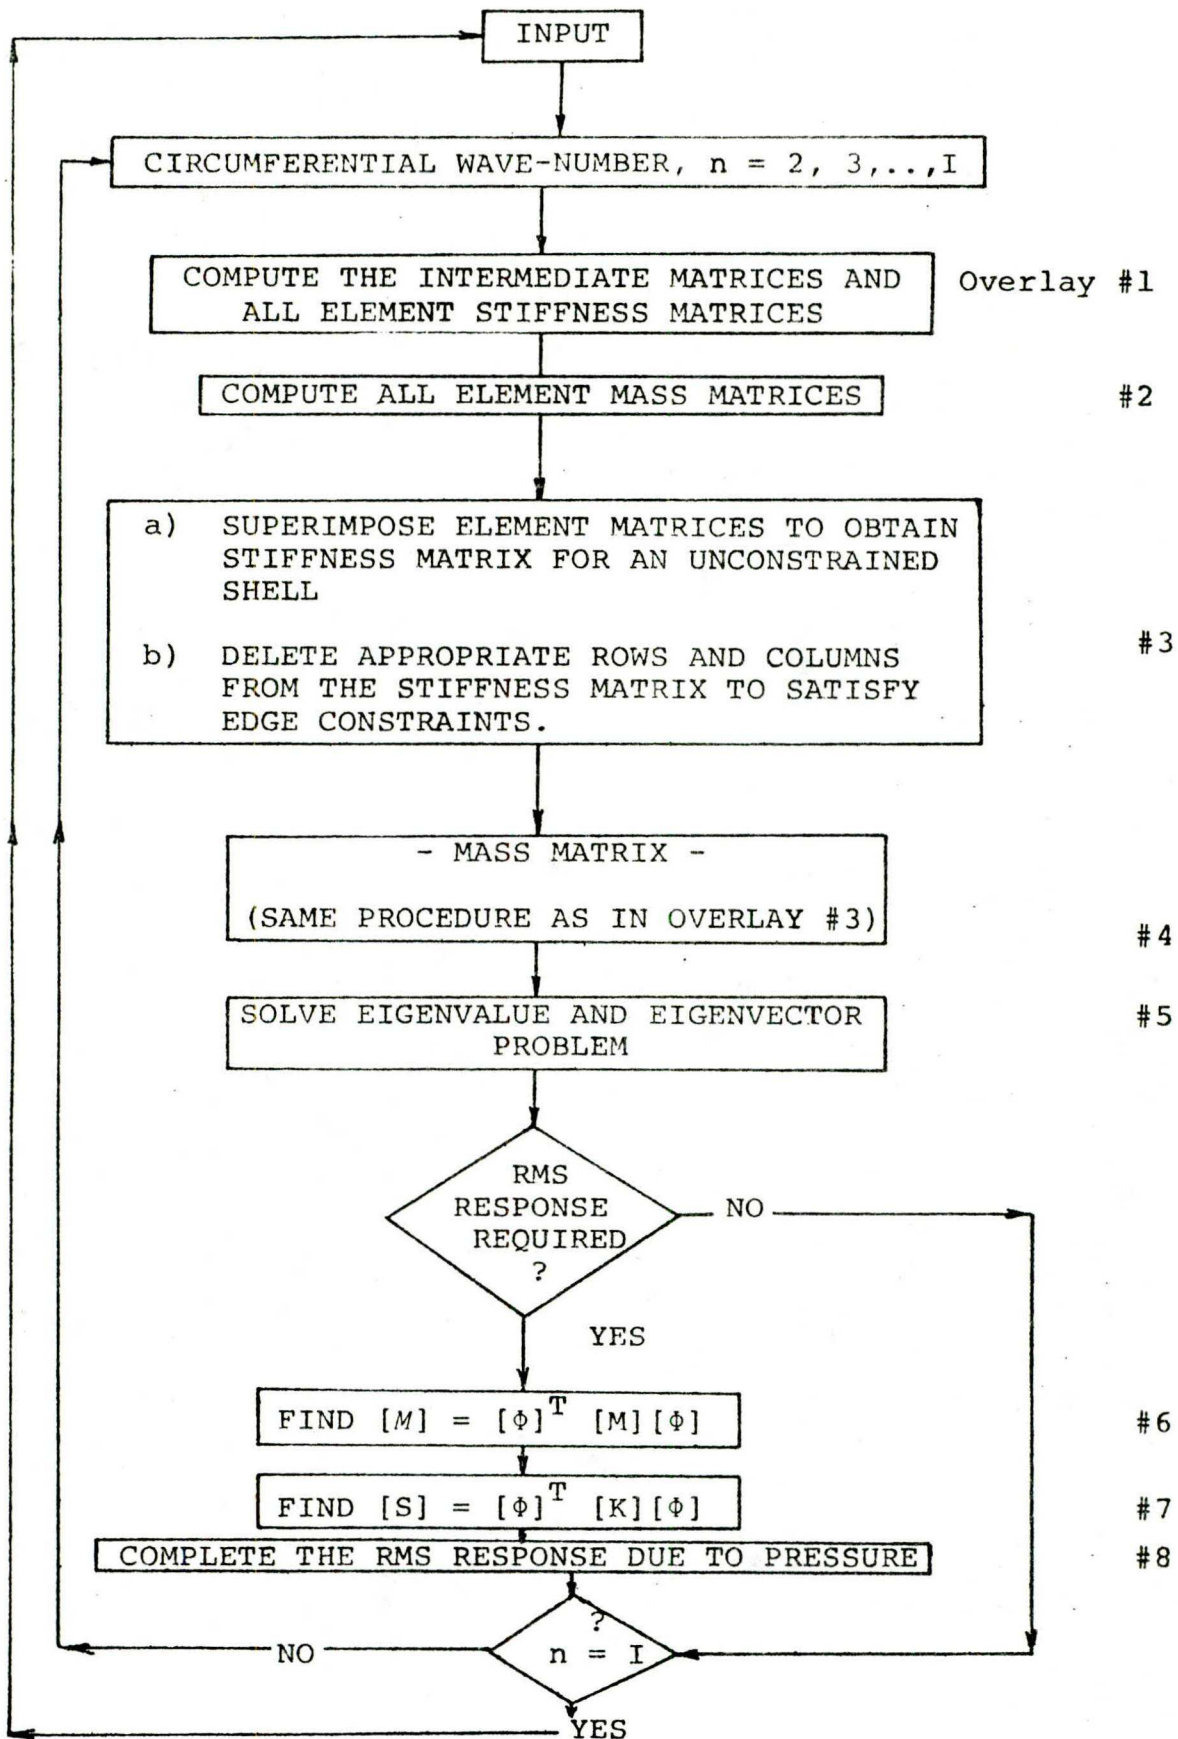 INPUT
CIRCUMFERENTIAL WAVE-NUMBER, n = 2, 3,..,I
COMPUTE THE INTERMEDIATE MATRICES AND
ALL ELEMENT STIFFNESS MATRICES
Overlay #1
COMPUTE ALL ELEMENT MASS MATRICES
#2
a) SUPERIMPOSE ELEMENT MATRICES TO OBTAIN
STIFFNESS MATRIX FOR AN UNCONSTRAINED
SHELL
b) DELETE APPROPRIATE ROWS AND COLUMNS
FROM THE STIFFNESS MATRIX TO SATISFY
EDGE CONSTRAINTS.
#3
- MASS MATRIX -
(SAME PROCEDURE AS IN OVERLAY #3)
#4
SOLVE EIGENVALUE AND EIGENVECTOR
PROBLEM
#5
RMS
RESPONSE
REQUIRED
?
NO
YES
FIND [M] = [Φ]^T [M][Φ]
#6
FIND [S] = [Φ]^T [K][Φ]
#7
COMPLETE THE RMS RESPONSE DUE TO PRESSURE
#8
?
n = I
NO
YES